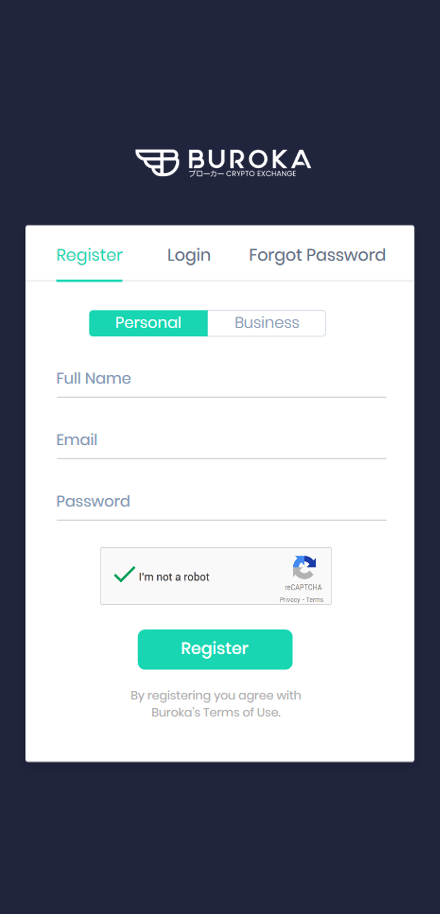 BUROKA
ブローカー CRYPTO EXCHANGE
Register Login Forgot Password
Personal Business
Full Name
Email
Password
I'm not a robot
reCAPTCHA
Privacy - Terms
Register
By registering you agree with
Buroka's Terms of Use.